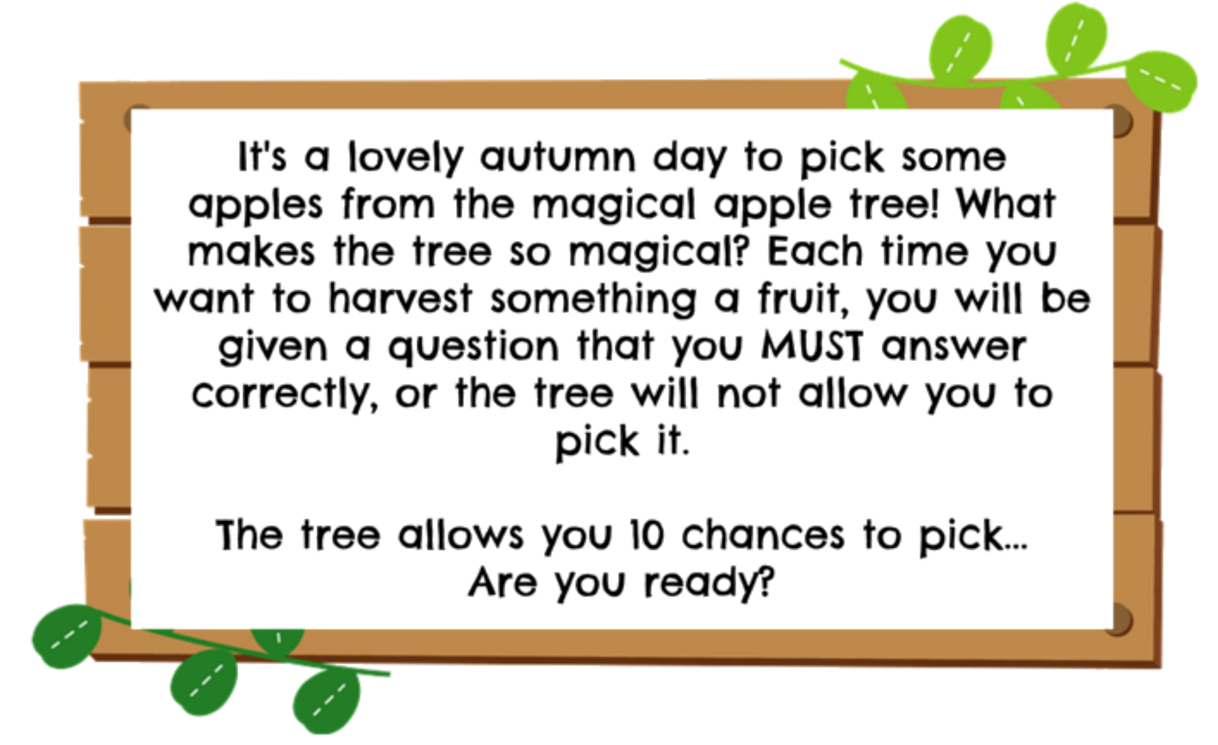 It's a lovely autumn day to pick some
apples from the magical apple tree! What
makes the tree so magical? Each time you
want to harvest something a fruit, you will be
given a question that you MUST answer
correctly, or the tree will not allow you to
pick it.
The tree allows you 10 chances to pick...
Are you ready?